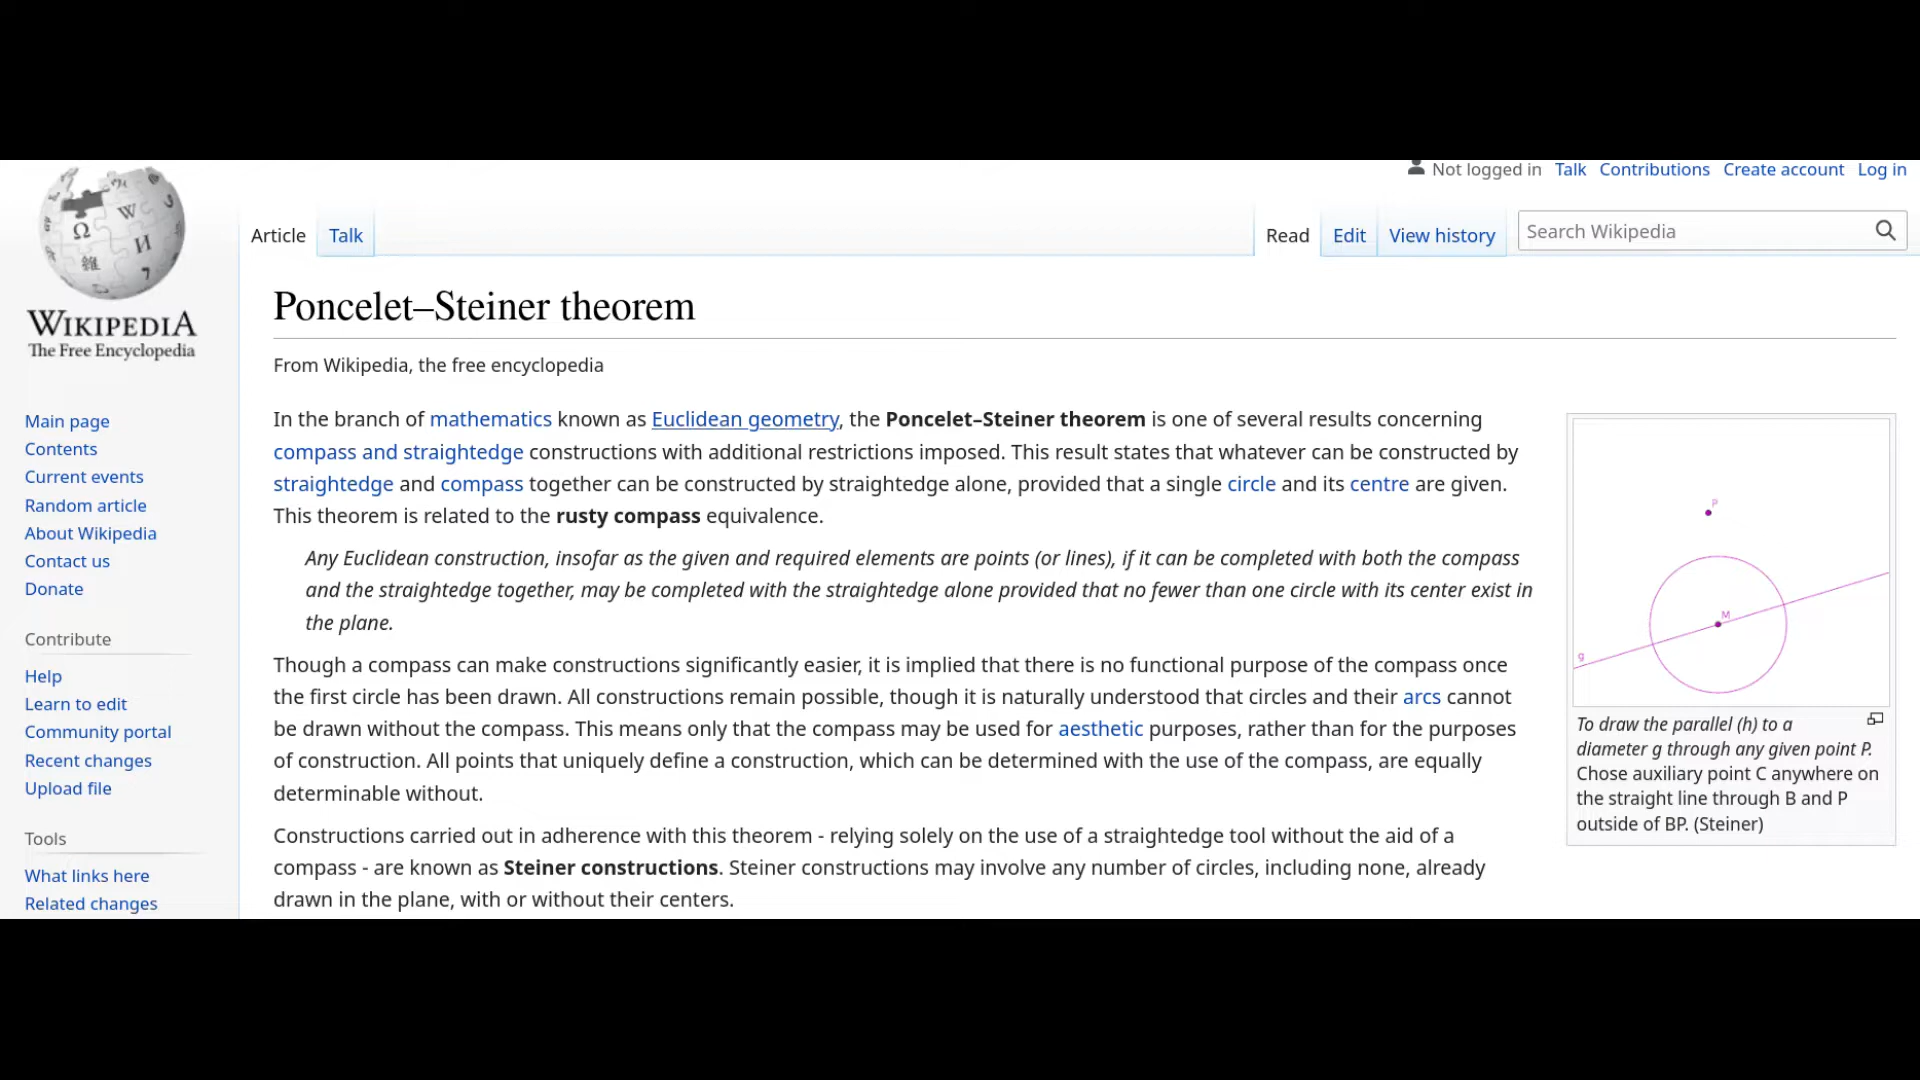 Not logged in Talk Contributions Create account Log in
Article Talk Read Edit View history Search Wikipedia
WIKIPEDIA
The Free Encyclopedia
Main page
Contents
Current events
Random article
About Wikipedia
Contact us
Donate
Contribute
Help
Learn to edit
Community portal
Recent changes
Upload file
Tools
What links here
Related changes
Poncelet–Steiner theorem
From Wikipedia, the free encyclopedia
In the branch of mathematics known as Euclidean geometry, the Poncelet–Steiner theorem is one of several results concerning
compass and straightedge constructions with additional restrictions imposed. This result states that whatever can be constructed by
straightedge and compass together can be constructed by straightedge alone, provided that a single circle and its centre are given.
This theorem is related to the rusty compass equivalence.
Any Euclidean construction, insofar as the given and required elements are points (or lines), if it can be completed with both the compass
and the straightedge together, may be completed with the straightedge alone provided that no fewer than one circle with its center exist in
the plane.
Though a compass can make constructions significantly easier, it is implied that there is no functional purpose of the compass once
the first circle has been drawn. All constructions remain possible, though it is naturally understood that circles and their arcs cannot
be drawn without the compass. This means only that the compass may be used for aesthetic purposes, rather than for the purposes
of construction. All points that uniquely define a construction, which can be determined with the use of the compass, are equally
determinable without.
Constructions carried out in adherence with this theorem - relying solely on the use of a straightedge tool without the aid of a
compass - are known as Steiner constructions. Steiner constructions may involve any number of circles, including none, already
drawn in the plane, with or without their centers.
P
M
g
To draw the parallel (h) to a
diameter g through any given point P.
Chose auxiliary point C anywhere on
the straight line through B and P
outside of BP. (Steiner)